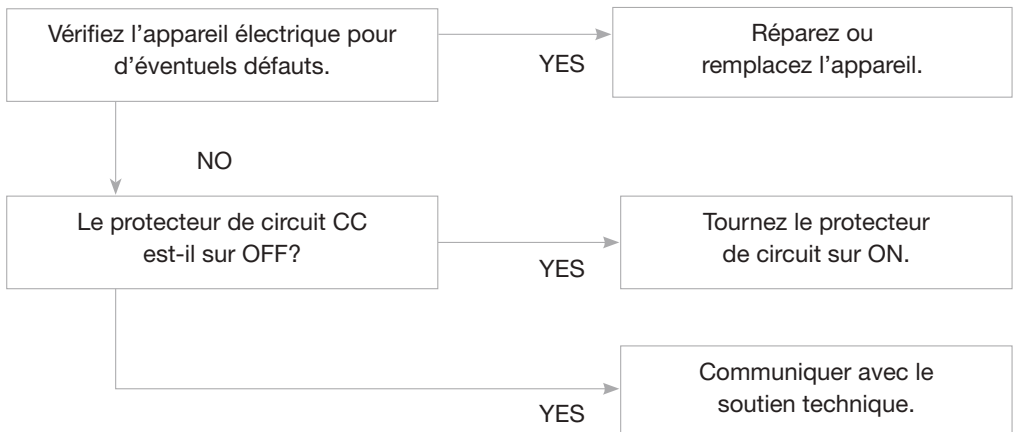 Vérifiez l’appareil électrique pour
d’éventuels défauts.
YES
Réparez ou
remplacez l’appareil.
NO
Le protecteur de circuit CC
est-il sur OFF?
YES
Tournez le protecteur
de circuit sur ON.
YES
Communiquer avec le
soutien technique.